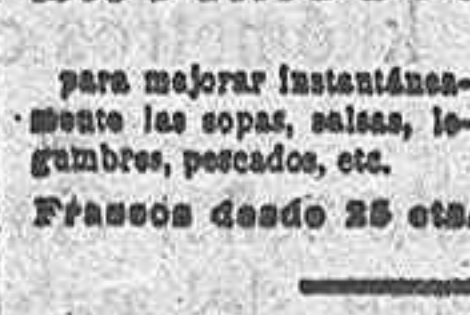 para mejorar instantánea-
mente las sopas, salsas, le-
gumbres, pescados, etc.
Frascos desde 25 cts.